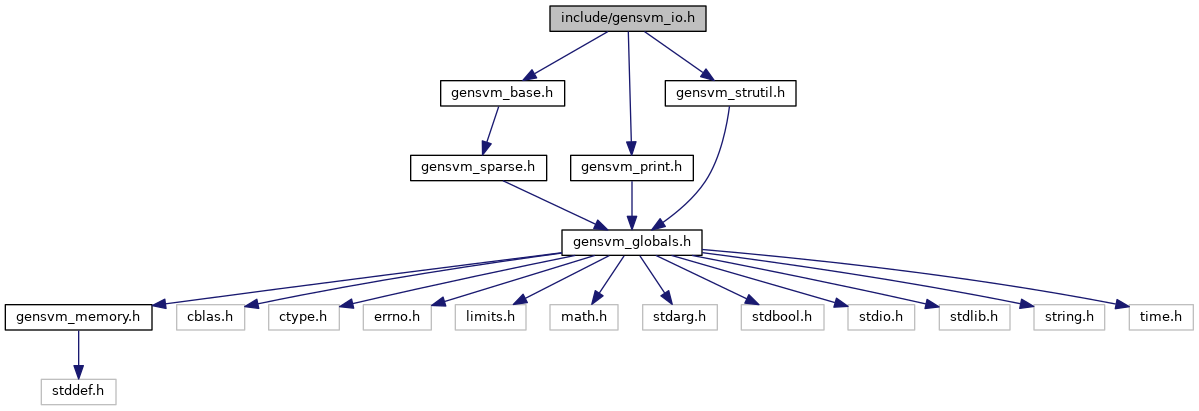 include/gensvm_io.h
gensvm_base.h
gensvm_strutil.h
gensvm_sparse.h
gensvm_print.h
gensvm_globals.h
gensvm_memory.h
cblas.h
ctype.h
errno.h
limits.h
math.h
stdarg.h
stdbool.h
stdio.h
stdlib.h
string.h
time.h
stddef.h